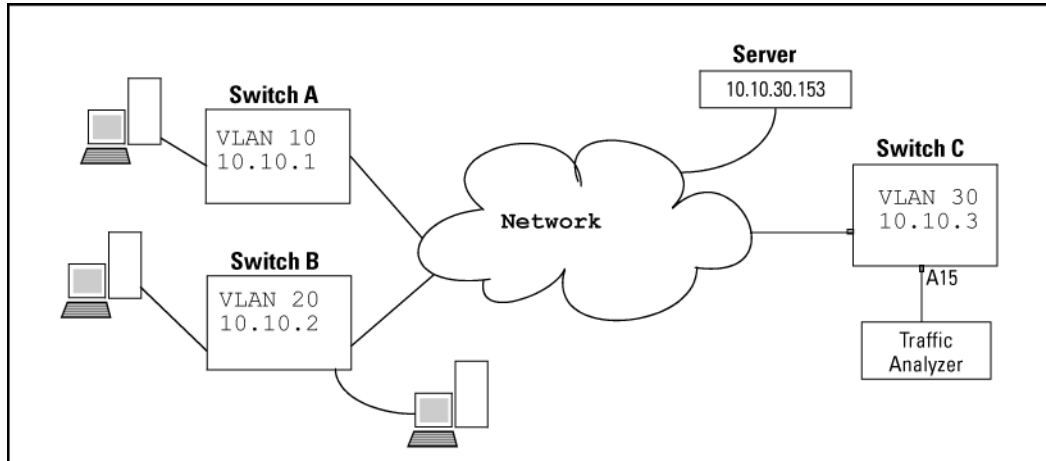 Server
10.10.30.153
Switch A
VLAN 10
10.10.1
Switch C
VLAN 30
10.10.3
Network
Switch B
VLAN 20
10.10.2
A15
Traffic
Analyzer